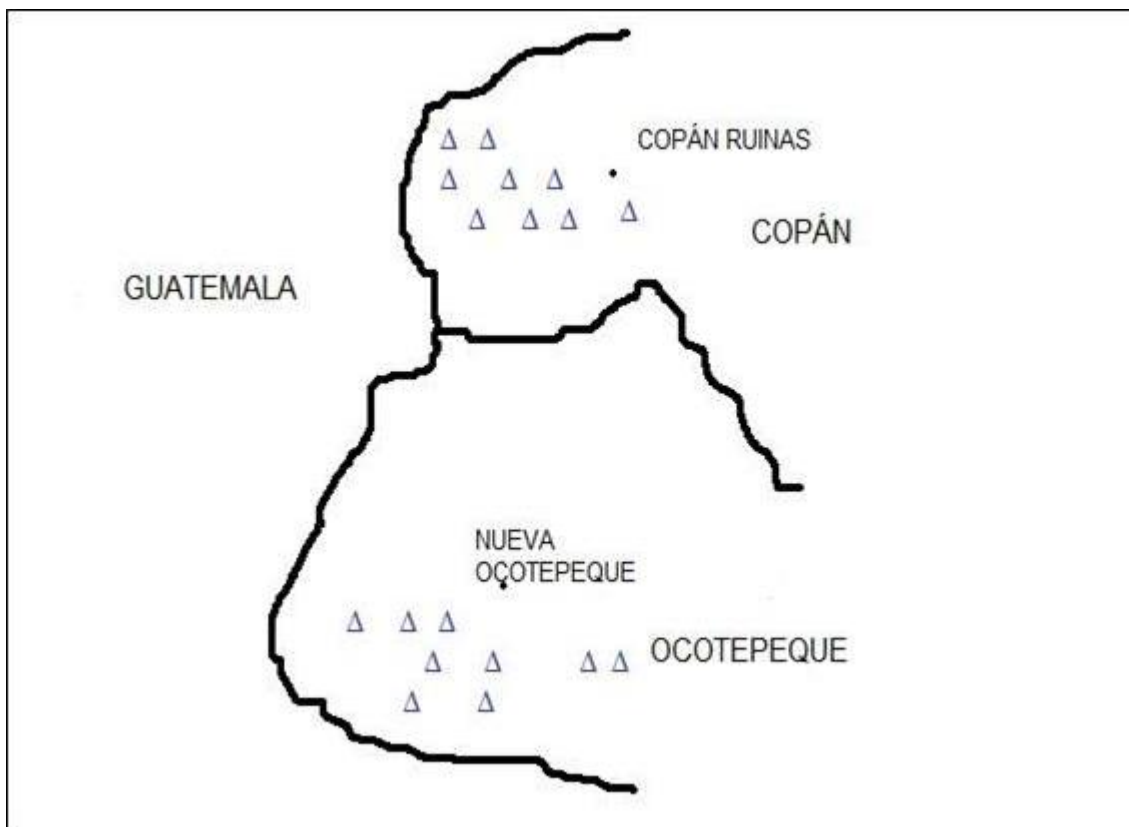 COPÁN RUINAS
COPÁN
GUATEMALA
NUEVA
OCOTEPEQUE
OCOTEPEQUE